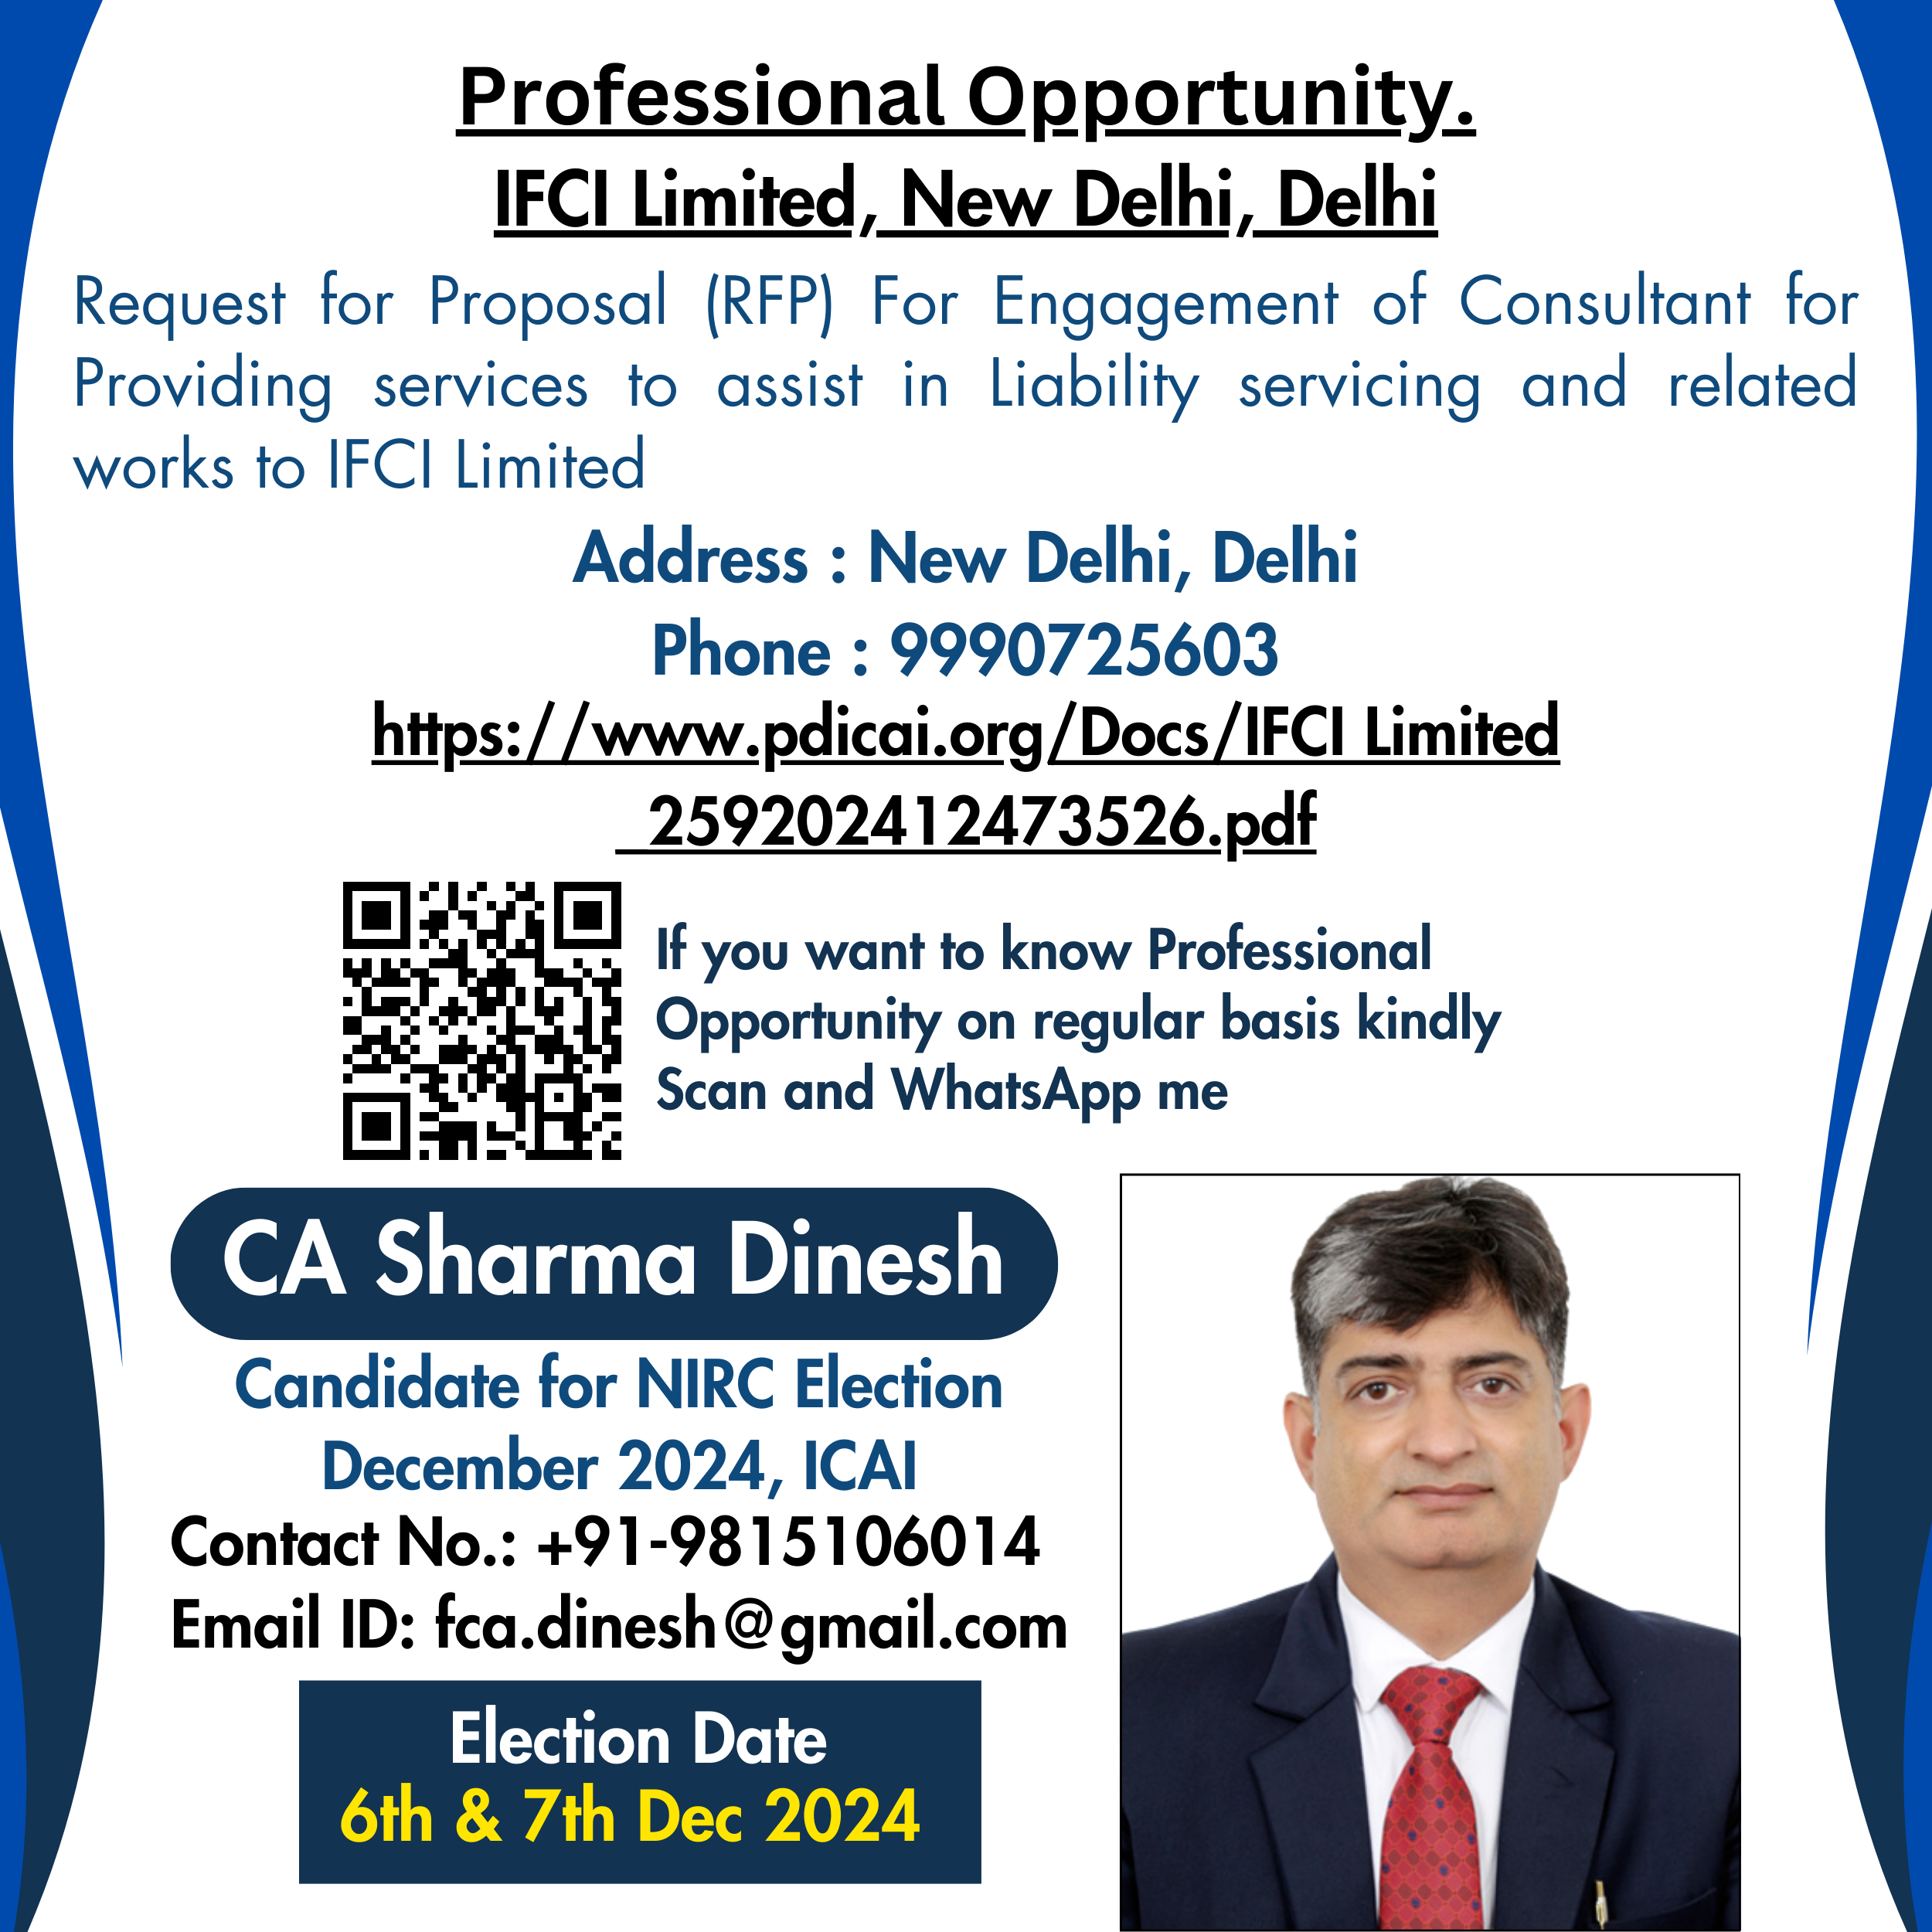 Professional Opportunity.
IFCI Limited, New Delhi, Delhi
Request for Proposal (RFP) For Engagement of Consultant for
Providing services to assist in Liability servicing and related
works to IFCI Limited
Address : New Delhi, Delhi
Phone : 9990725603
https://www.pdicai.org/Docs/IFCI Limited
_259202412473526.pdf
If you want to know Professional
Opportunity on regular basis kindly
Scan and WhatsApp me
CA Sharma Dinesh
Candidate for NIRC Election
December 2024, ICAI
Contact No.: +91-9815106014
Email ID: fca.dinesh@gmail.com
Election Date
6th & 7th Dec 2024